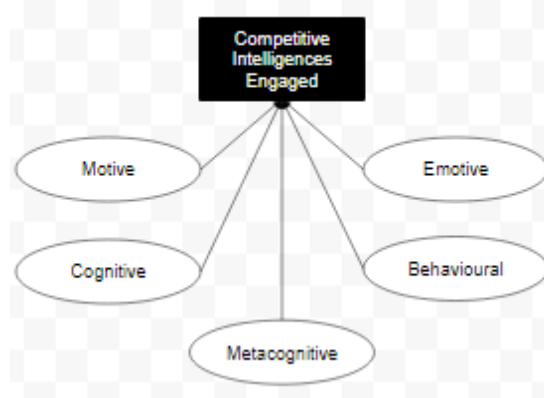 Competitive
Intelligences
Engaged
Motive
Emotive
Cognitive
Behavioural
Metacognitive